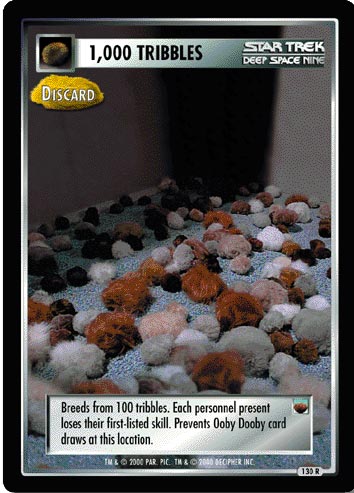 1,000 TRIBBLES
STAR TREK
DEEP SPACE NINE
DISCARD
Breeds from 100 tribbles. Each personnel present
loses their first-listed skill. Prevents Ooby Dooby card
draws at this location.
TM & © 2000 PAR. PIC. TM & © 2000 DECIPHER INC.
130 R